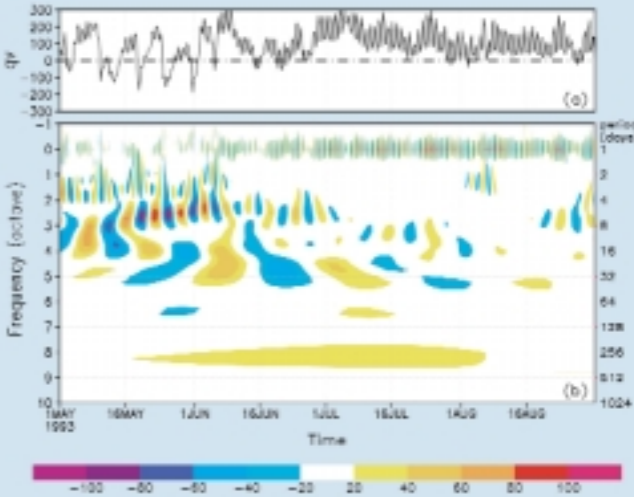 300
200
100
0
-100
-200
-300
qv
(a)
-1
0
1
2
3
4
5
6
7
8
9
10
Frequency (octave)
period
(days)
1
2
4
8
16
32
64
128
256
512
1024
(b)
1MAY
1993
16MAY
1JUN
16JUN
1JUL
16JUL
1AUG
16AUG
Time
-100 -80 -60 -40 -20 20 40 60 80 100